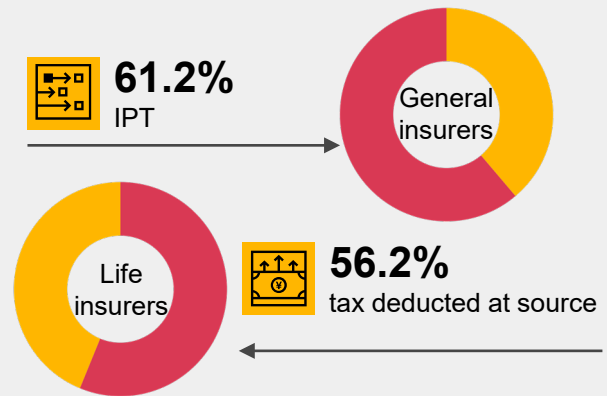 61.2%
IPT
General
insurers
Life
insurers
56.2%
tax deducted at source